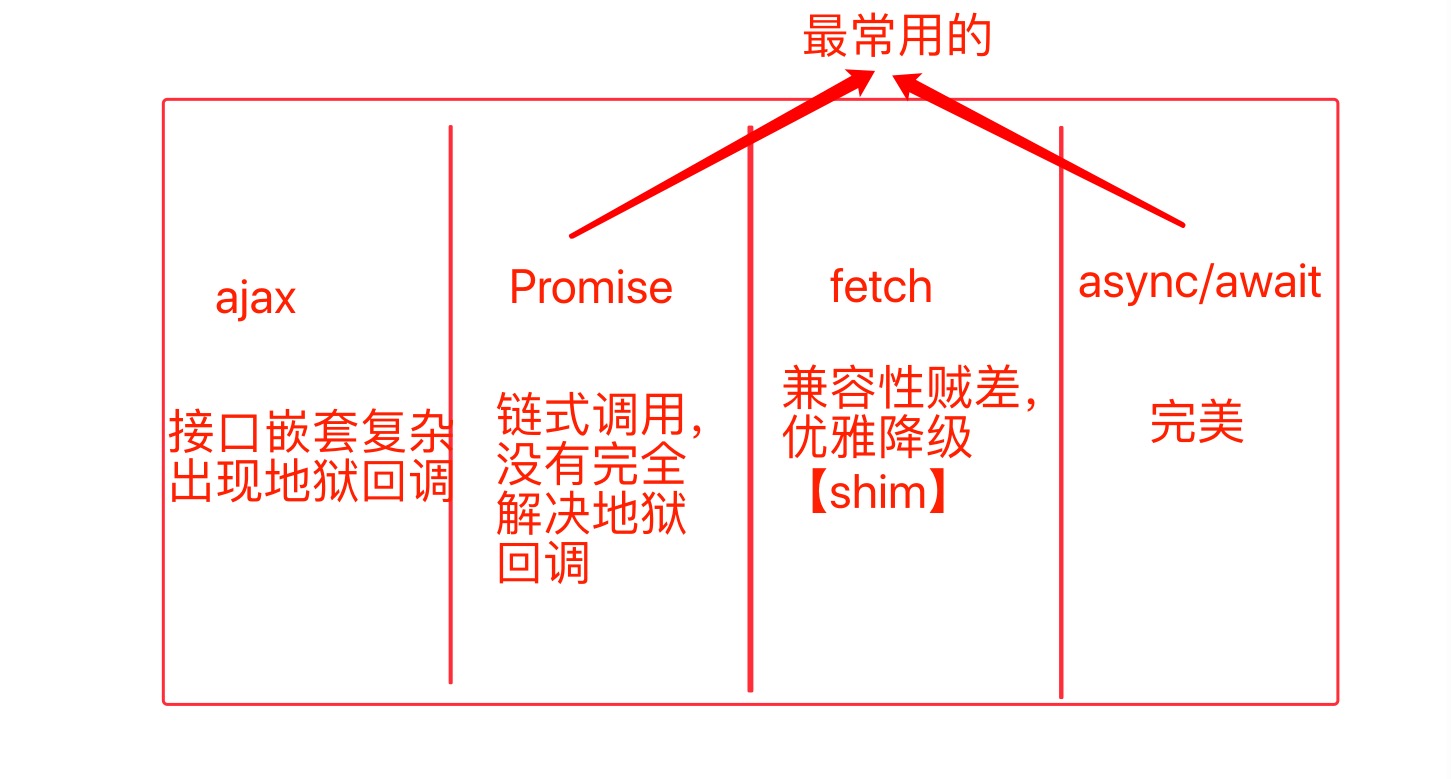 最常用的
ajax
接口嵌套复杂
出现地狱回调
Promise
链式调用，
没有完全
解决地狱
回调
fetch
兼容性贼差，
优雅降级
【shim】
async/await
完美